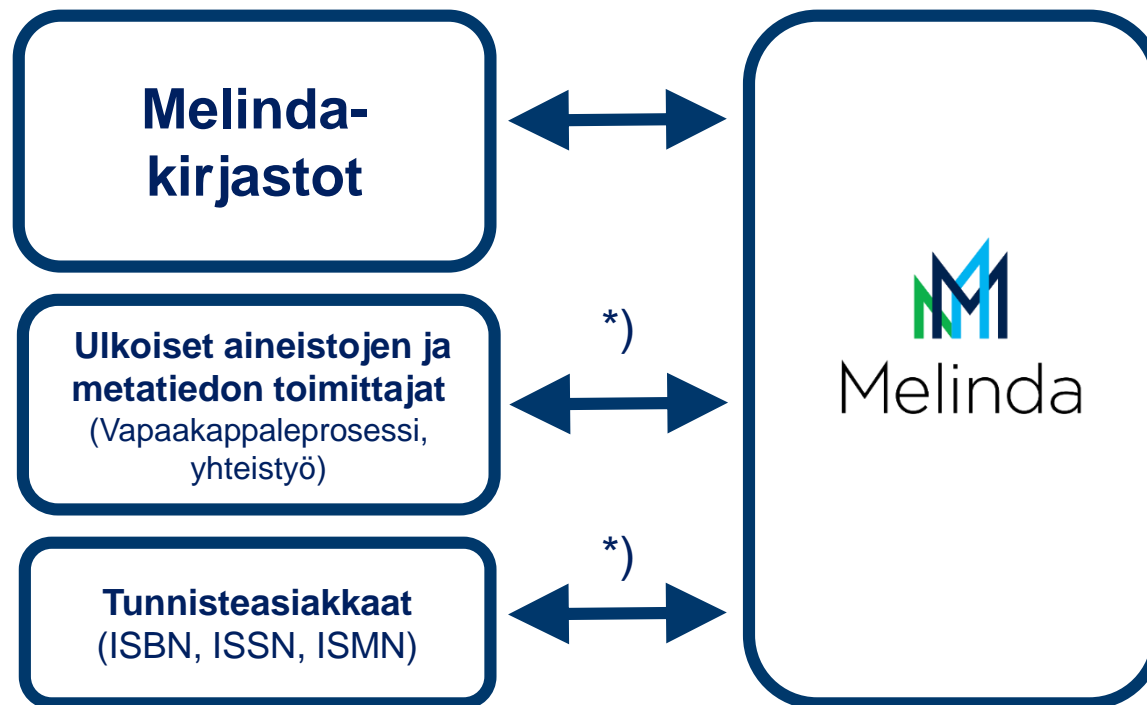 Melinda-
kirjastot
Ulkoiset aineistojen ja
metatiedon toimittajat
(Vapaakappaleprosessi,
yhteistyö)
*)
Tunnisteasiakkaat
(ISBN, ISSN, ISMN)
*)
Melinda